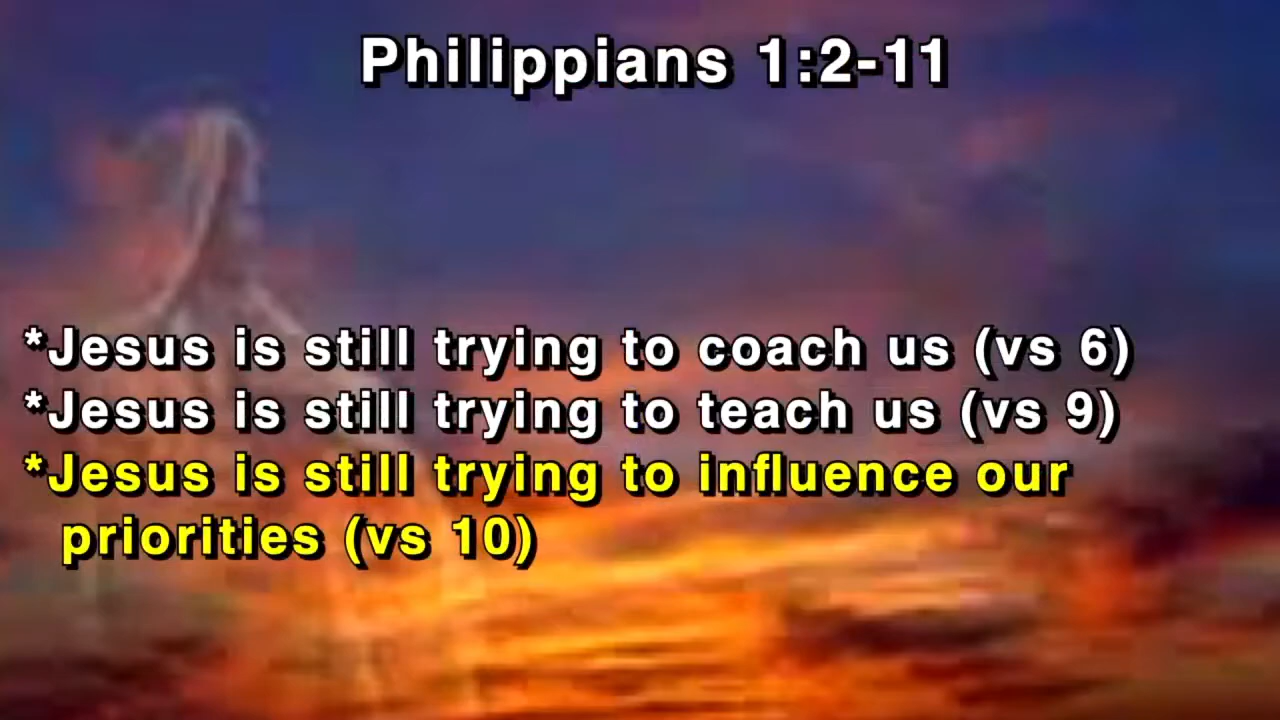 Philippians 1:2-11
*Jesus is still trying to coach us (vs 6)
*Jesus is still trying to teach us (vs 9)
*Jesus is still trying to influence our
priorities (vs 10)